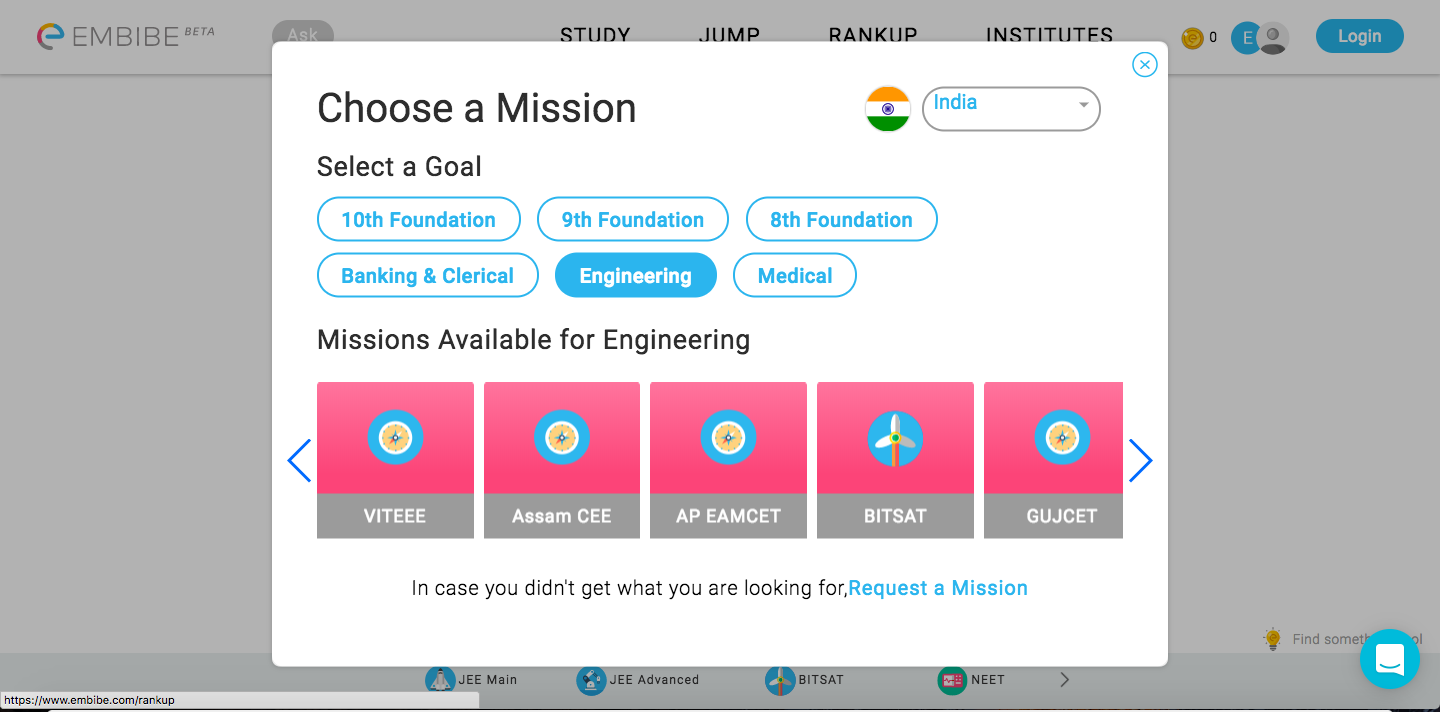 EMBIBE BETA
Ask
STUDY JUMP RANKUP INSTITUTES
0
E
Login
Choose a Mission
India
Select a Goal
10th Foundation 9th Foundation 8th Foundation
Banking & Clerical Engineering Medical
Missions Available for Engineering
VITEEE Assam CEE AP EAMCET BITSAT GUJCET
In case you didn't get what you are looking for,Request a Mission
Find someth ol
JEE Main JEE Advanced BITSAT NEET
https://www.embibe.com/rankup